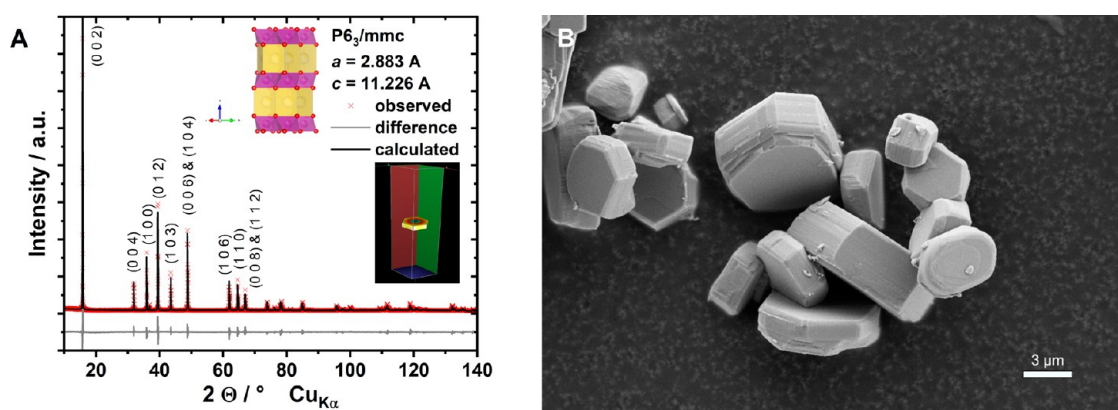 A
Intensity / a.u.
(0 0 2)
(0 0 4)
(1 0 0)
(0 1 2)
(1 0 3)
(0 0 6) & (1 0 4)
(1 0 6)
(1 1 0)
(0 0 8) & (1 1 2)
P6₃/mmc
a = 2.883 A
c = 11.226 A
observed
difference
calculated
20 40 60 80 100 120 140
2 Θ / ° CuKα
B
3 µm